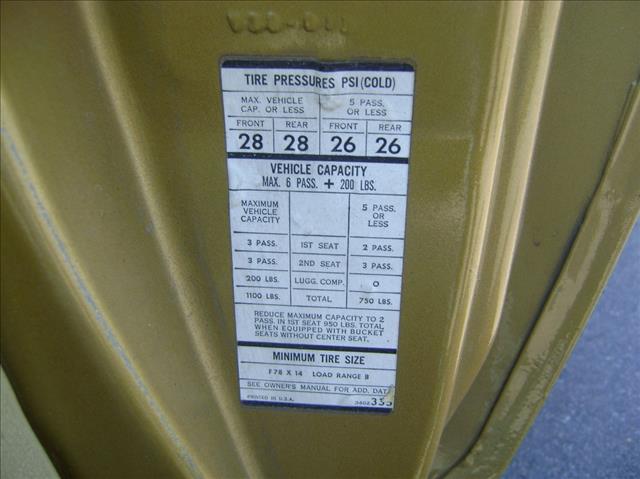 TIRE PRESSURES PSI (COLD)
MAX. VEHICLE CAP. OR LESS
5 PASS. OR LESS
FRONT REAR FRONT REAR
28 28 26 26
VEHICLE CAPACITY
MAX. 6 PASS. + 200 LBS.
MAXIMUM VEHICLE CAPACITY
5 PASS. OR LESS
3 PASS. 1ST SEAT 2 PASS.
3 PASS. 2ND SEAT 3 PASS.
200 LBS. LUGG. COMP. 0
1100 LBS. TOTAL 750 LBS.
REDUCE MAXIMUM CAPACITY TO 2
PASS. IN 1ST SEAT 950 LBS. TOTAL
WHEN EQUIPPED WITH BUCKET
SEATS WITHOUT CENTER SEAT.
MINIMUM TIRE SIZE
F78 X 14 LOAD RANGE B
SEE OWNER'S MANUAL FOR ADD. DAT
PRINTED IN U.S.A. 3402353